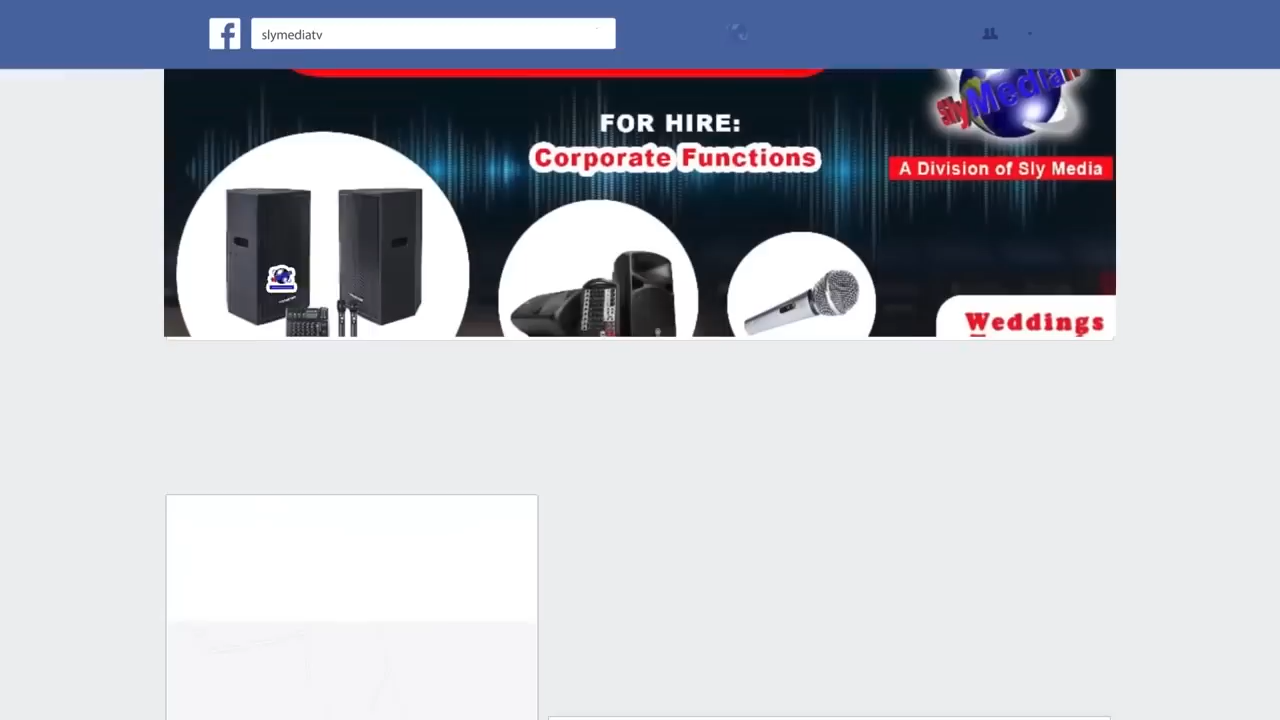 f slymediatv
FOR HIRE:
Corporate Functions
SlyMedia
A Division of Sly Media
Weddings